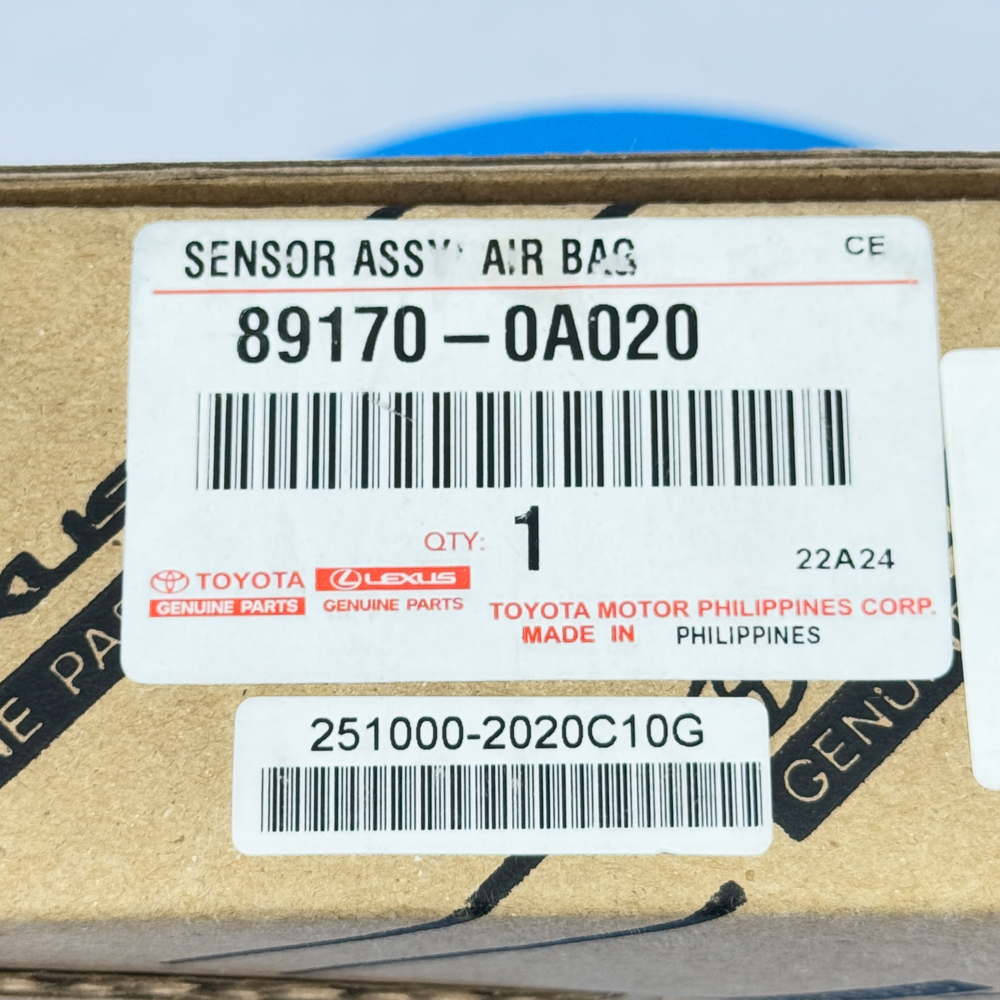 SENSOR ASSY, AIR BAG
CE
89170-0A020
QTY: 1
22A24
TOYOTA
GENUINE PARTS
LEXUS
GENUINE PARTS
TOYOTA MOTOR PHILIPPINES CORP.
MADE IN PHILIPPINES
251000-2020C10G